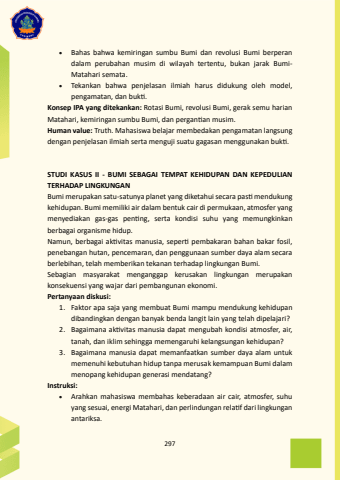 • Bahas bahwa kemiringan sumbu Bumi dan revolusi Bumi berperan
dalam perubahan musim di wilayah tertentu, bukan jarak Bumi-
Matahari semata.
• Tekankan bahwa penjelasan ilmiah harus didukung oleh model,
pengamatan, dan bukti.
Konsep IPA yang ditekankan: Rotasi Bumi, revolusi Bumi, gerak semu harian
Matahari, kemiringan sumbu Bumi, dan pergantian musim.
Human value: Truth. Mahasiswa belajar membedakan pengamatan langsung
dengan penjelasan ilmiah serta menguji suatu gagasan menggunakan bukti.
STUDI KASUS II - BUMI SEBAGAI TEMPAT KEHIDUPAN DAN KEPEDULIAN
TERHADAP LINGKUNGAN
Bumi merupakan satu-satunya planet yang diketahui secara pasti mendukung
kehidupan. Bumi memiliki air dalam bentuk cair di permukaan, atmosfer yang
menyediakan gas-gas penting, serta kondisi suhu yang memungkinkan
berbagai organisme hidup.
Namun, berbagai aktivitas manusia, seperti pembakaran bahan bakar fosil,
penebangan hutan, pencemaran, dan penggunaan sumber daya alam secara
berlebihan, telah memberikan tekanan terhadap lingkungan Bumi.
Sebagian masyarakat menganggap kerusakan lingkungan merupakan
konsekuensi yang wajar dari pembangunan ekonomi.
Pertanyaan diskusi:
1. Faktor apa saja yang membuat Bumi mampu mendukung kehidupan
dibandingkan dengan banyak benda langit lain yang telah dipelajari?
2. Bagaimana aktivitas manusia dapat mengubah kondisi atmosfer, air,
tanah, dan iklim sehingga memengaruhi kelangsungan kehidupan?
3. Bagaimana manusia dapat memanfaatkan sumber daya alam untuk
memenuhi kebutuhan hidup tanpa merusak kemampuan Bumi dalam
menopang kehidupan generasi mendatang?
Instruksi:
• Arahkan mahasiswa membahas keberadaan air cair, atmosfer, suhu
yang sesuai, energi Matahari, dan perlindungan relatif dari lingkungan
antariksa.
297